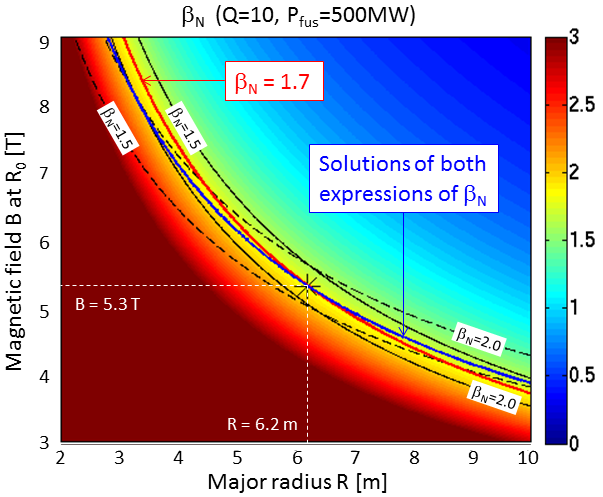 βN (Q=10, Pfus=500MW)
Magnetic field B at R0 [T]
9
8
7
6
5
4
3
βN = 1.7
βN=1.5
βN=1.5
Solutions of both
expressions of βN
B = 5.3 T
R = 6.2 m
βN=2.0
βN=2.0
2 3 4 5 6 7 8 9 10
Major radius R [m]
3
2.5
2
1.5
1
0.5
0